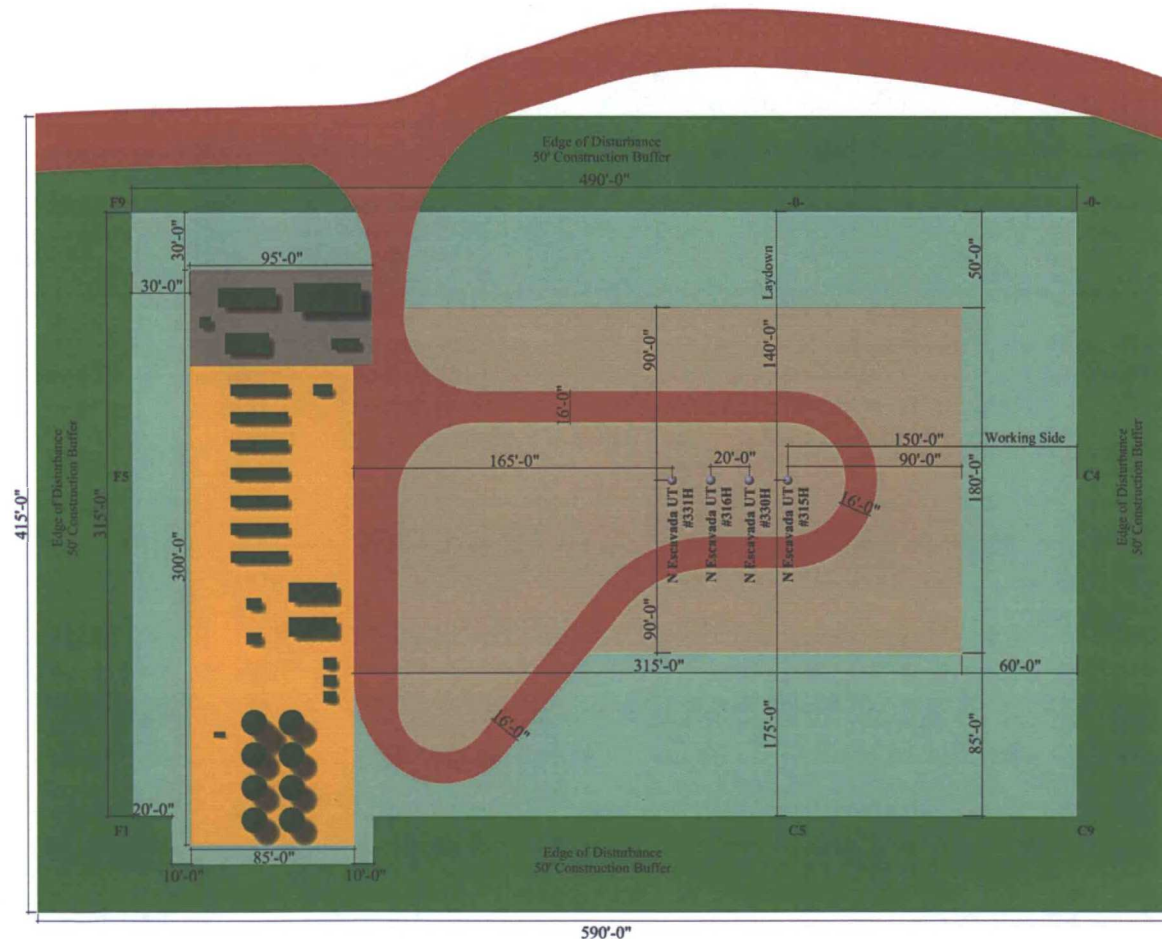 Edge of Disturbance
50' Construction Buffer
490'-0"
F9
-0-
-0-
30'-0"
95'-0"
30'-0"
Laydown
50'-0"
90'-0"
140'-0"
16'-0"
150'-0"
Working Side
165'-0"
20'-0"
90'-0"
F5
C4
180'-0"
415'-0"
Edge of Disturbance
50' Construction Buffer
315'-0"
300'-0"
N Escavada UT
#331H
N Escavada UT
#316H
N Escavada UT
#330H
N Escavada UT
#315H
16'-0"
Edge of Disturbance
50' Construction Buffer
90'-0"
315'-0"
60'-0"
16'-0"
175'-0"
85'-0"
20'-0"
F1
C5
C9
85'-0"
10'-0"
10'-0"
Edge of Disturbance
50' Construction Buffer
590'-0"